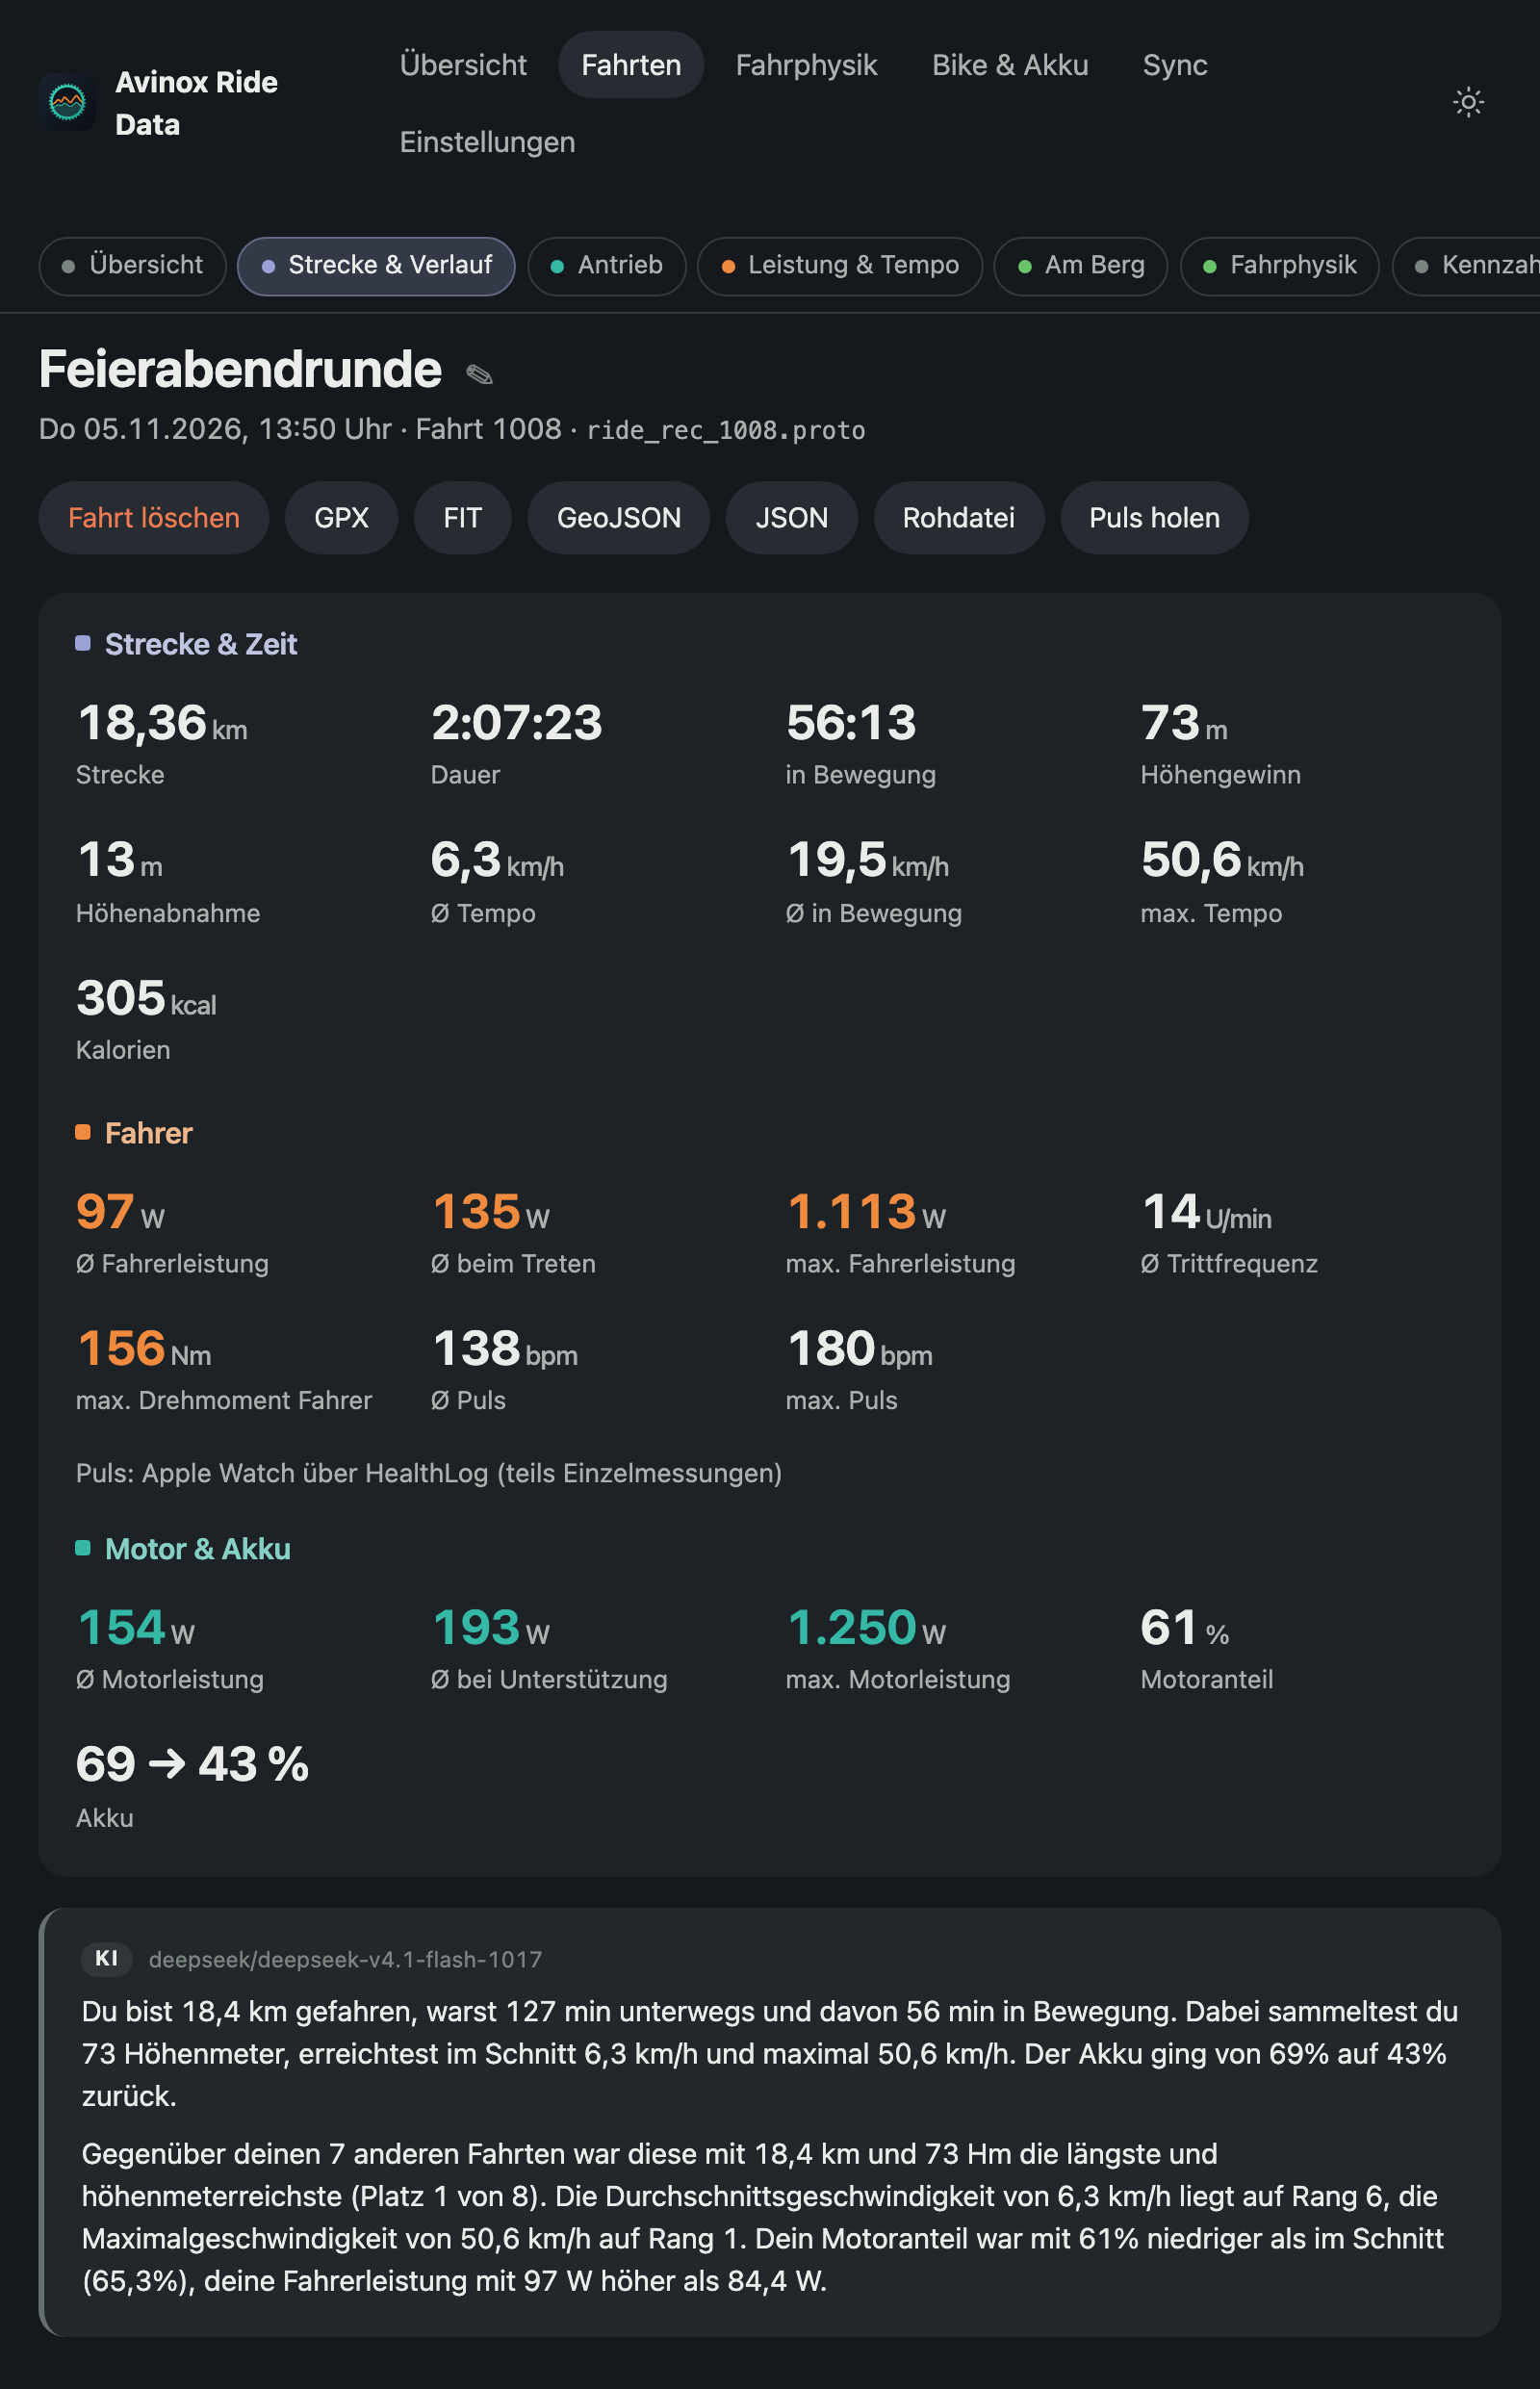 Avinox Ride
Data
Übersicht Fahrten Fahrphysik Bike & Akku Sync
Einstellungen
Übersicht Strecke & Verlauf Antrieb Leistung & Tempo Am Berg Fahrphysik Kennzah
Feierabendrunde
Do 05.11.2026, 13:50 Uhr · Fahrt 1008 · ride_rec_1008.proto
Fahrt löschen GPX FIT GeoJSON JSON Rohdatei Puls holen
Strecke & Zeit
18,36 km 2:07:23 56:13 73 m
Strecke Dauer in Bewegung Höhengewinn
13 m 6,3 km/h 19,5 km/h 50,6 km/h
Höhenabnahme Ø Tempo Ø in Bewegung max. Tempo
305 kcal
Kalorien
Fahrer
97 W 135 W 1.113 W 14 U/min
Ø Fahrerleistung Ø beim Treten max. Fahrerleistung Ø Trittfrequenz
156 Nm 138 bpm 180 bpm
max. Drehmoment Fahrer Ø Puls max. Puls
Puls: Apple Watch über HealthLog (teils Einzelmessungen)
Motor & Akku
154 W 193 W 1.250 W 61 %
Ø Motorleistung Ø bei Unterstützung max. Motorleistung Motoranteil
69 → 43 %
Akku
KI deepseek/deepseek-v4.1-flash-1017
Du bist 18,4 km gefahren, warst 127 min unterwegs und davon 56 min in Bewegung. Dabei sammeltest du
73 Höhenmeter, erreichtest im Schnitt 6,3 km/h und maximal 50,6 km/h. Der Akku ging von 69% auf 43%
zurück.
Gegenüber deinen 7 anderen Fahrten war diese mit 18,4 km und 73 Hm die längste und
höhenmeterreichste (Platz 1 von 8). Die Durchschnittsgeschwindigkeit von 6,3 km/h liegt auf Rang 6, die
Maximalgeschwindigkeit von 50,6 km/h auf Rang 1. Dein Motoranteil war mit 61% niedriger als im Schnitt
(65,3%), deine Fahrerleistung mit 97 W höher als 84,4 W.